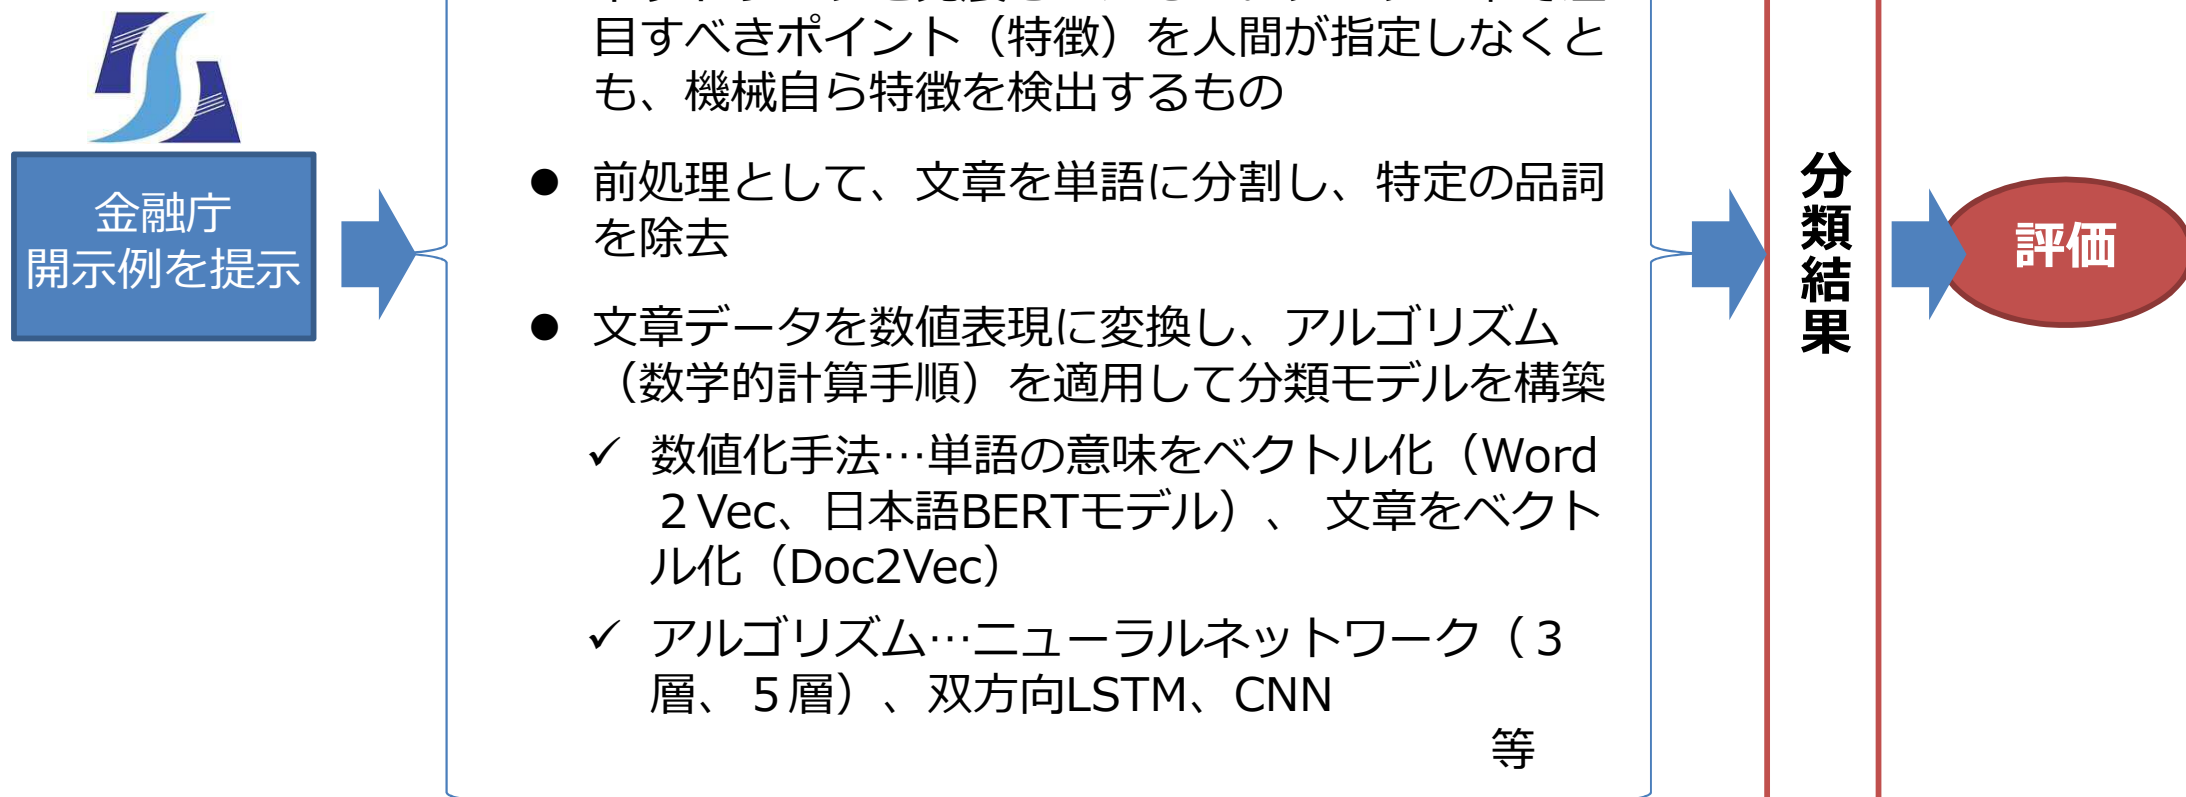 金融庁
開示例を提示
目すべきポイント（特徴）を人間が指定しなくと
も、機械自ら特徴を検出するもの
● 前処理として、文章を単語に分割し、特定の品詞
を除去
● 文章データを数値表現に変換し、アルゴリズム
（数学的計算手順）を適用して分類モデルを構築
✓ 数値化手法…単語の意味をベクトル化（Word
２Vec、日本語BERTモデル）、 文章をベクト
ル化（Doc2Vec）
✓ アルゴリズム…ニューラルネットワーク（３
層、５層）、双方向LSTM、CNN
等
分類結果
評価